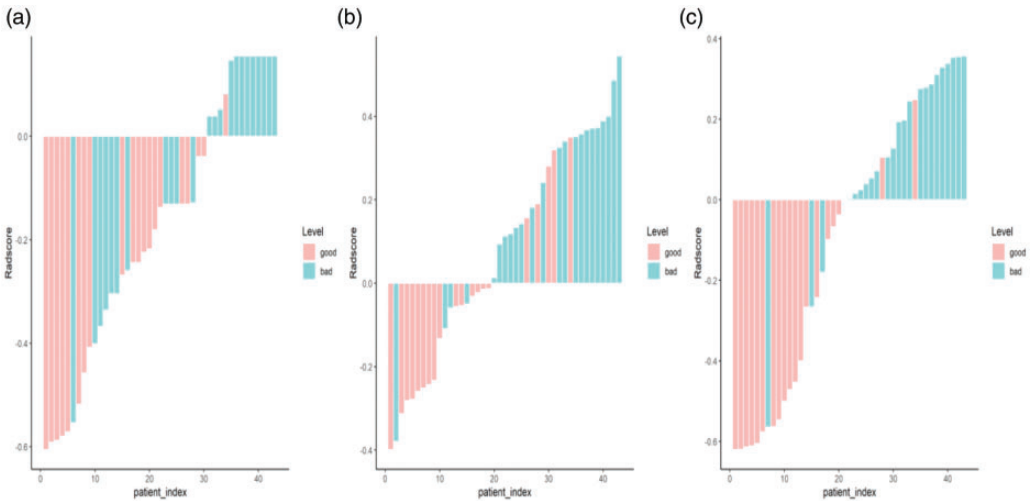 (a)
(b)
(c)
0.0
-0.2
-0.4
-0.6
Radscore
0
10
20
30
40
patient_index
Level
good
bad
0.4
0.2
0.0
-0.2
-0.4
Radscore
0
10
20
30
40
patient_index
Level
good
bad
0.4
0.2
0.0
-0.2
-0.4
-0.6
Radscore
0
10
20
30
40
patient_index
Level
good
bad